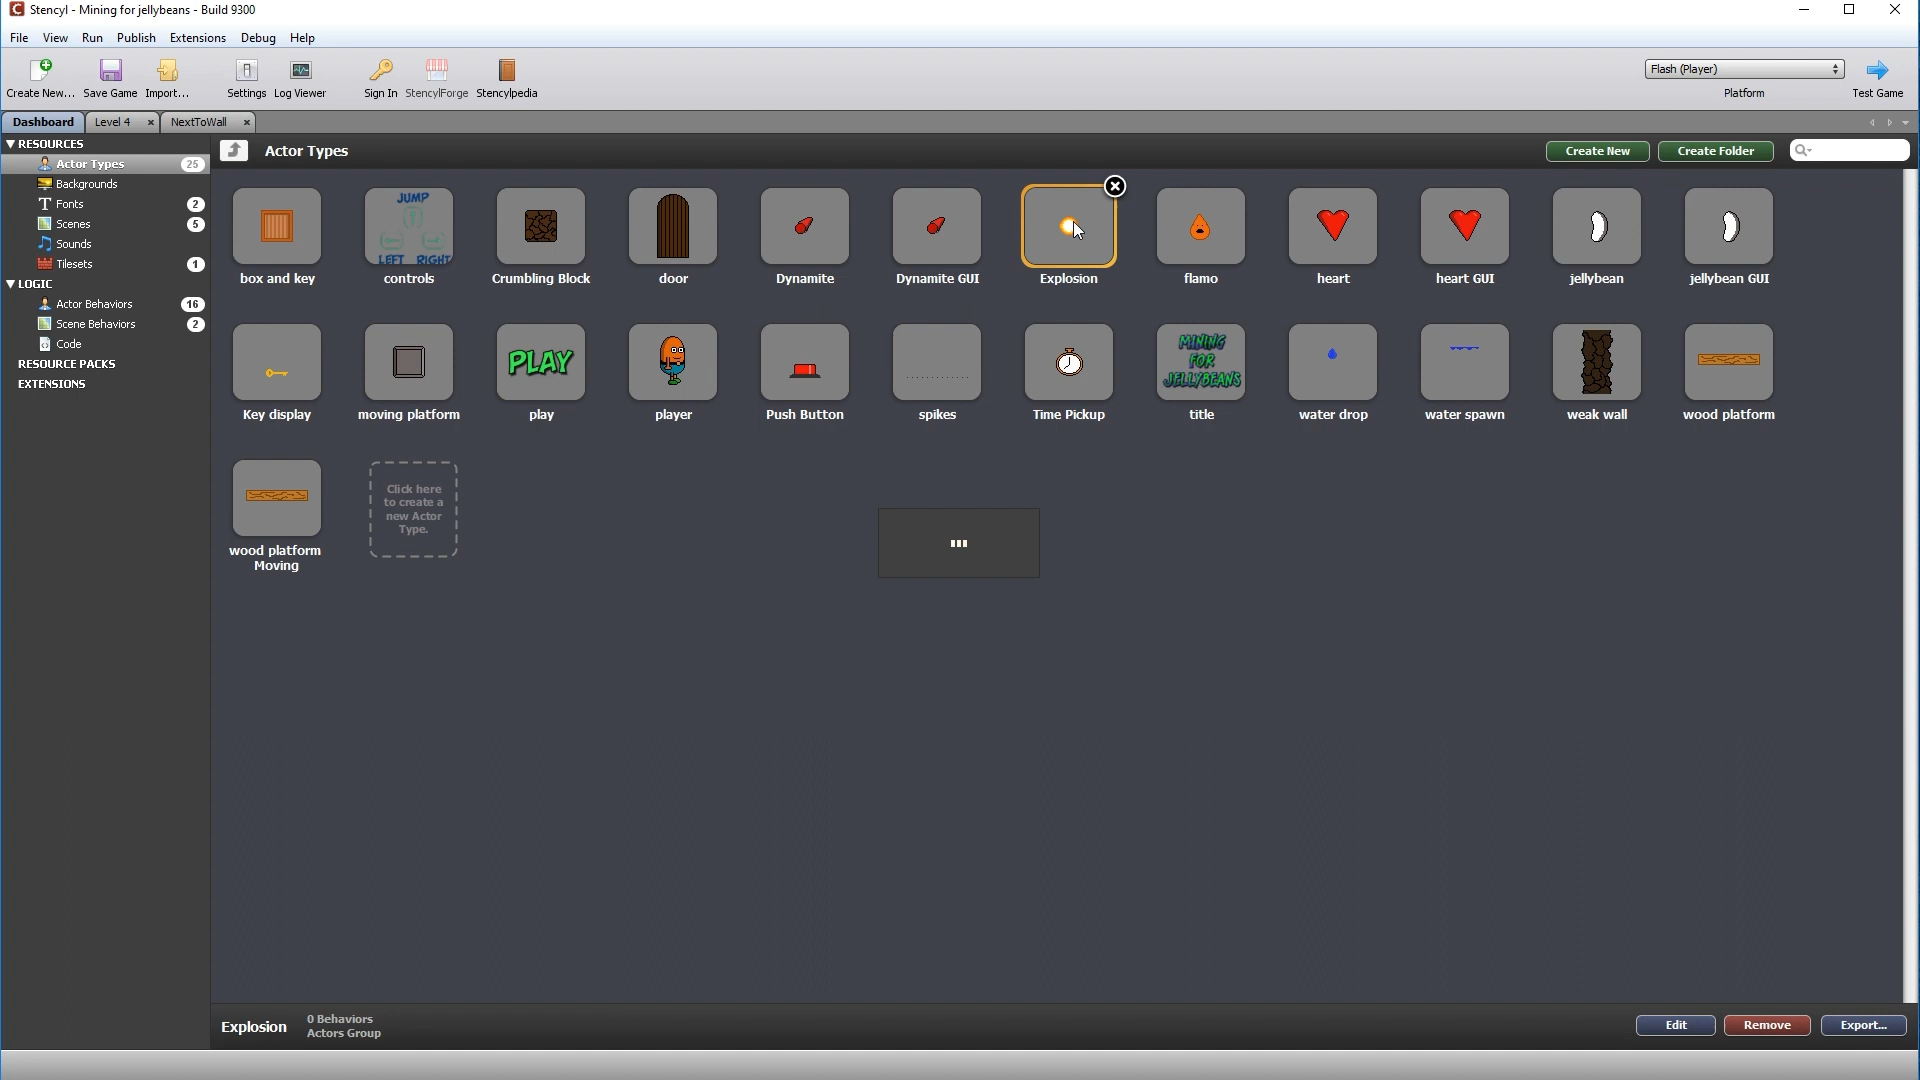 Stencyl - Mining for jellybeans - Build 9300
File View Run Publish Extensions Debug Help
Create New... Save Game Import... Settings Log Viewer Sign In StencylForge Stencylpedia
Flash (Player)
Platform
Test Game
Dashboard Level 4 NextToWall
RESOURCES
Actor Types 25
Backgrounds
Fonts 2
Scenes 5
Sounds
Tilesets 1
LOGIC
Actor Behaviors 16
Scene Behaviors 2
Code
RESOURCE PACKS
EXTENSIONS
Actor Types
Create New Create Folder
JUMP
LEFT RIGHT
box and key controls Crumbling Block door Dynamite Dynamite GUI Explosion flamo heart heart GUI jellybean jellybean GUI
PLAY
MINING
FOR
JELLYBEANS
Key display moving platform play player Push Button spikes Time Pickup title water drop water spawn weak wall wood platform
wood platform
Moving
Click here
to create a
new Actor
Type.
...
Explosion
0 Behaviors
Actors Group
Edit Remove Export...